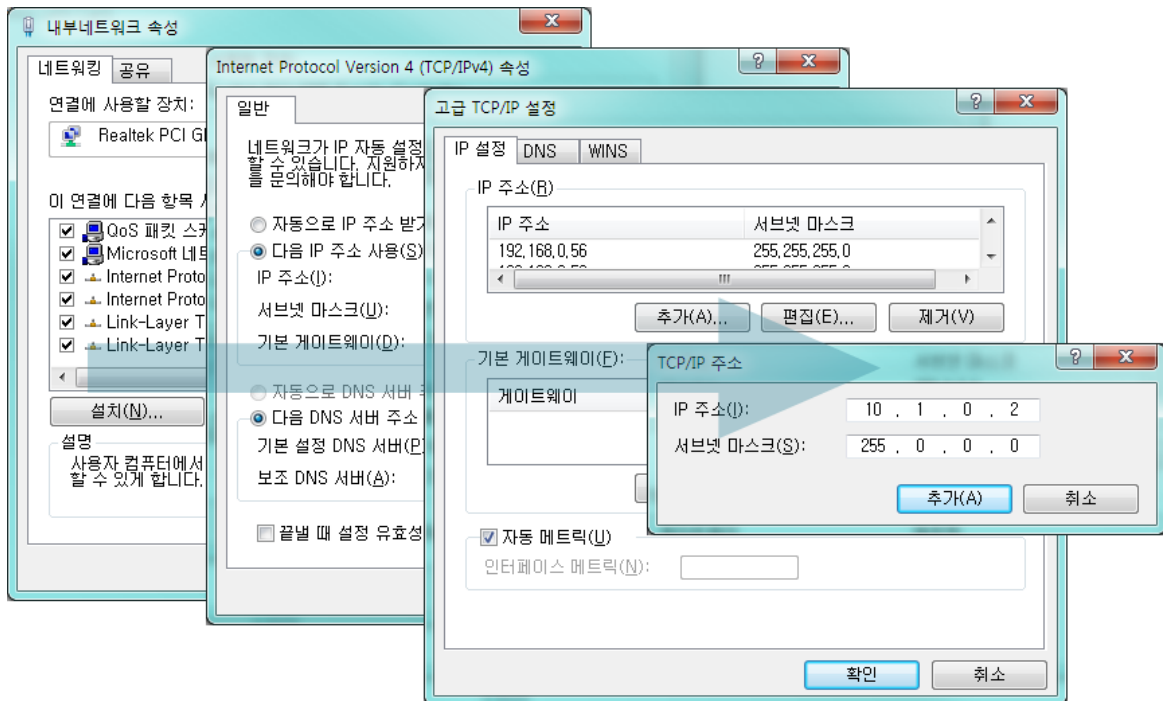 내부네트워크 속성
네트워킹
공유
연결에 사용할 장치:
Realtek PCI
이 연결에 다음 항목
QoS 패킷
Microsoft
Internet Proto
Internet Proto
Link-Layer T
Link-Layer T
설치(N)...
설명
사용자 컴퓨터에서
할 수 있게 합니다.
Internet Protocol Version 4 (TCP/IPv4) 속성
일반
네트워크가 IP 자동 설정
할 수 있습니다. 지원하지
를 문의해야 합니다.
자동으로 IP 주소
다음 IP 주소 사용(S)
IP 주소(I):
서브넷 마스크(U):
기본 게이트웨이(D):
자동으로 DNS 서버
다음 DNS 서버 주소
기본 설정 DNS 서버(P)
보조 DNS 서버(A):
끝낼 때 설정 유효성
고급 TCP/IP 설정
IP 설정
DNS
WINS
IP 주소(R)
IP 주소 서브넷 마스크
192,168,0,56 255,255,255,0
추가(A)... 편집(E)... 제거(V)
기본 게이트웨이(F):
게이트웨이
자동 메트릭(U)
인터페이스 메트릭(N):
확인 취소
TCP/IP 주소
IP 주소(I): 10 . 1 . 0 . 2
서브넷 마스크(S): 255 . 0 . 0 . 0
추가(A) 취소